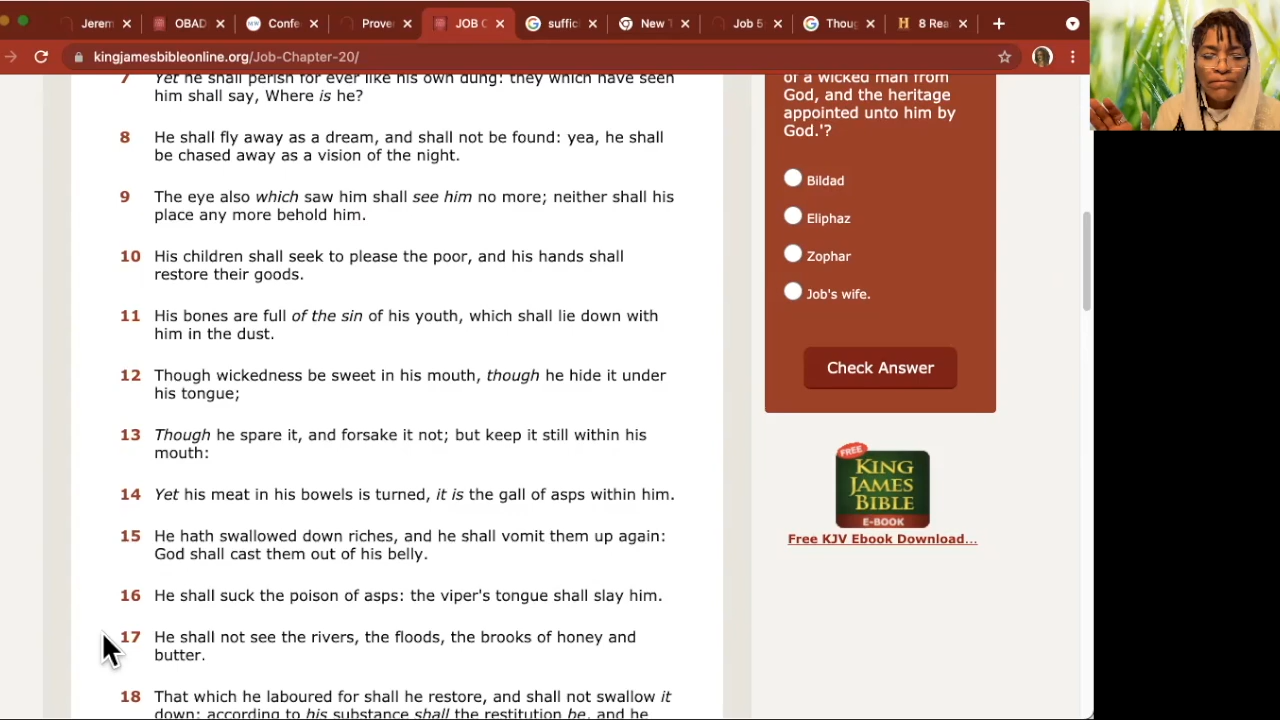 Jerem
OBAD
Confe
Prove
JOB C
suffic
New T
Job 5
Thou
8 Rea
kingjamesbibleonline.org/Job-Chapter-20/
7 Yet he shall perish for ever like his own dung: they which have seen
him shall say, Where is he?
8 He shall fly away as a dream, and shall not be found: yea, he shall
be chased away as a vision of the night.
9 The eye also which saw him shall see him no more; neither shall his
place any more behold him.
10 His children shall seek to please the poor, and his hands shall
restore their goods.
11 His bones are full of the sin of his youth, which shall lie down with
him in the dust.
12 Though wickedness be sweet in his mouth, though he hide it under
his tongue;
13 Though he spare it, and forsake it not; but keep it still within his
mouth:
14 Yet his meat in his bowels is turned, it is the gall of asps within him.
15 He hath swallowed down riches, and he shall vomit them up again:
God shall cast them out of his belly.
16 He shall suck the poison of asps: the viper's tongue shall slay him.
17 He shall not see the rivers, the floods, the brooks of honey and
butter.
18 That which he laboured for shall he restore, and shall not swallow it
down: according to his substance shall the restitution be, and he
of a wicked man from
God, and the heritage
appointed unto him by
God.'?
Bildad
Eliphaz
Zophar
Job's wife.
Check Answer
FREE
KING
JAMES
BIBLE
E-BOOK
Free KJV Ebook Download...